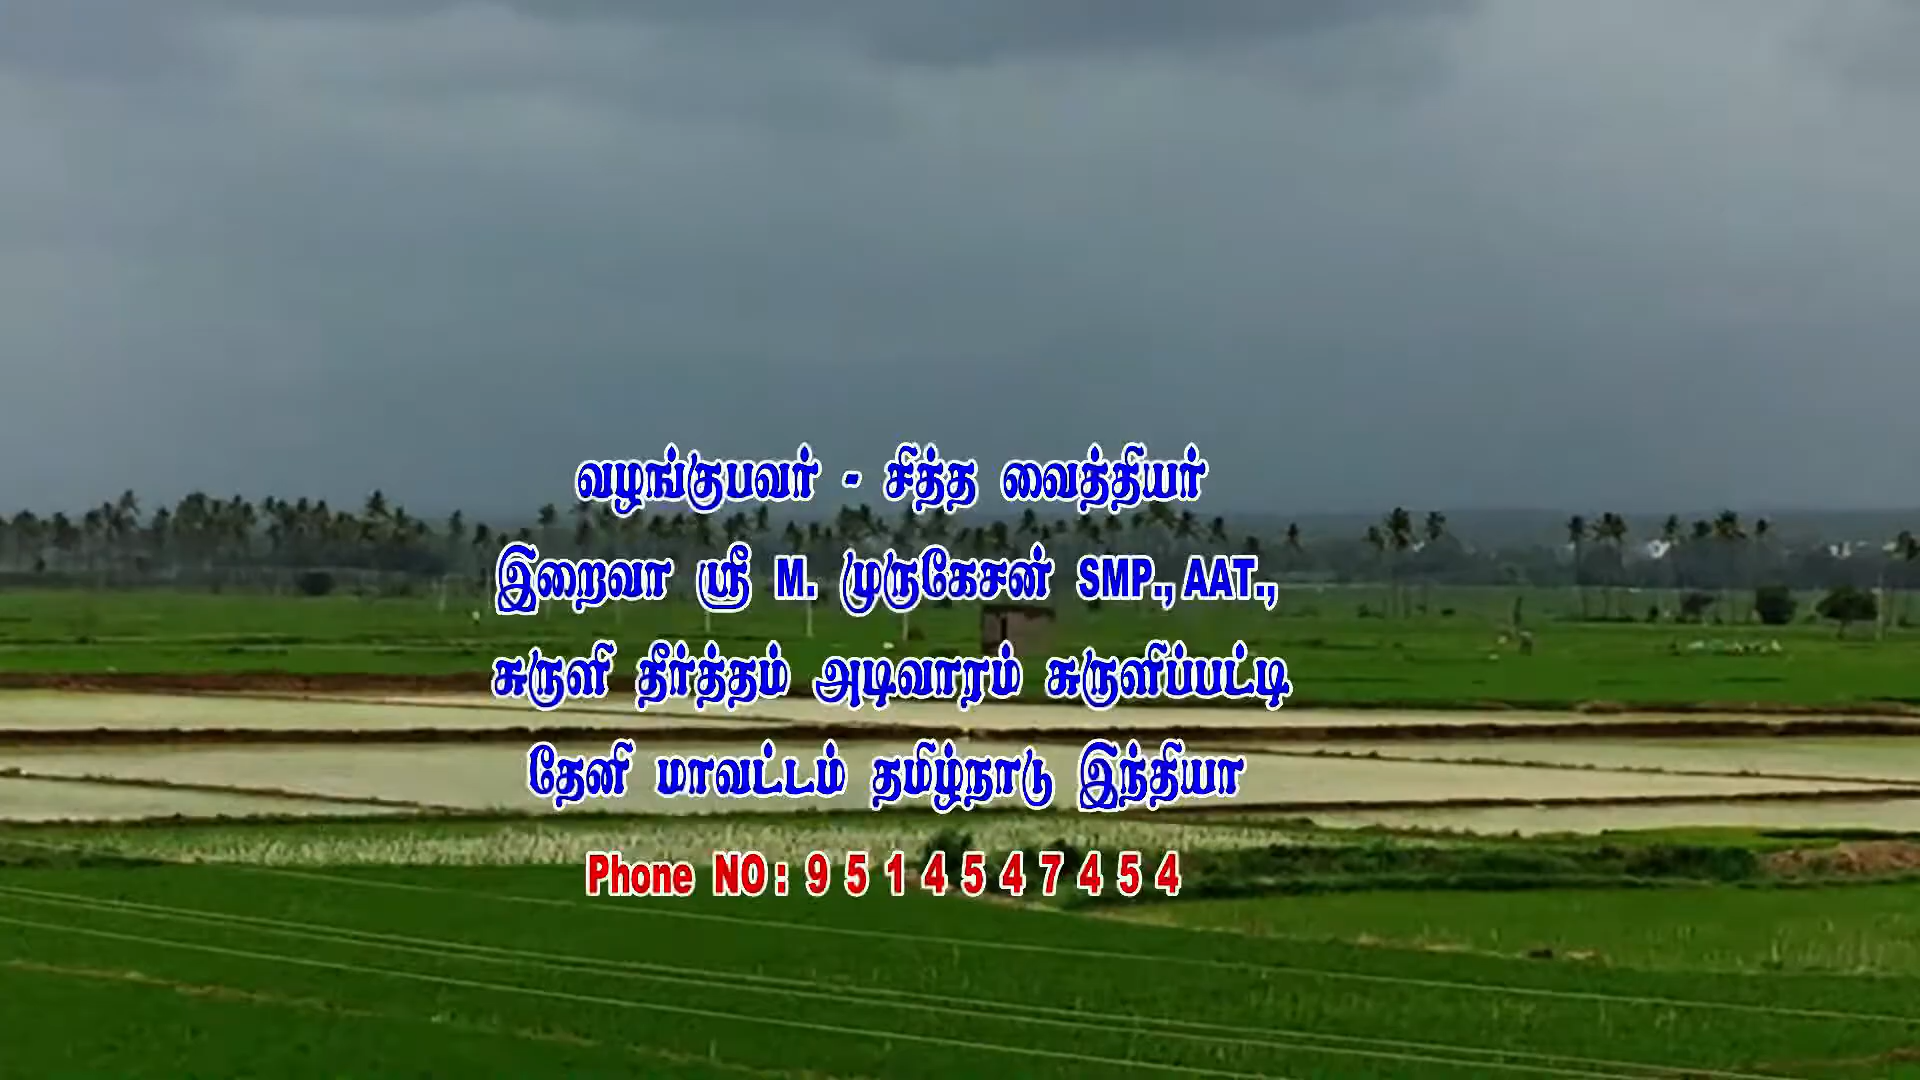 வழங்குபவர் - சித்த வைத்தியர்
இறைவா ஸ்ரீ M. முருகேசன் SMP., AAT.,
சுருளி தீர்த்தம் அடிவாரம் சுருளிப்பட்டி
தேனி மாவட்டம் தமிழ்நாடு இந்தியா
Phone NO : 9 5 1 4 5 4 7 4 5 4